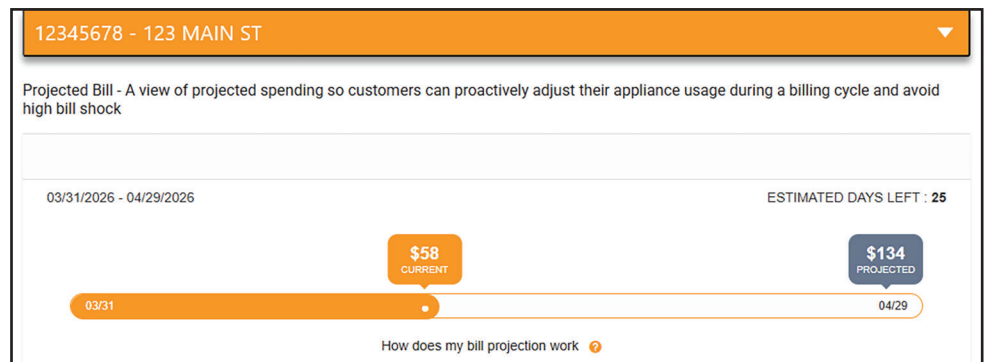 12345678 - 123 MAIN ST
Projected Bill - A view of projected spending so customers can proactively adjust their appliance usage during a billing cycle and avoid
high bill shock
03/31/2026 - 04/29/2026
ESTIMATED DAYS LEFT : 25
$58
CURRENT
$134
PROJECTED
03/31
04/29
How does my bill projection work ?